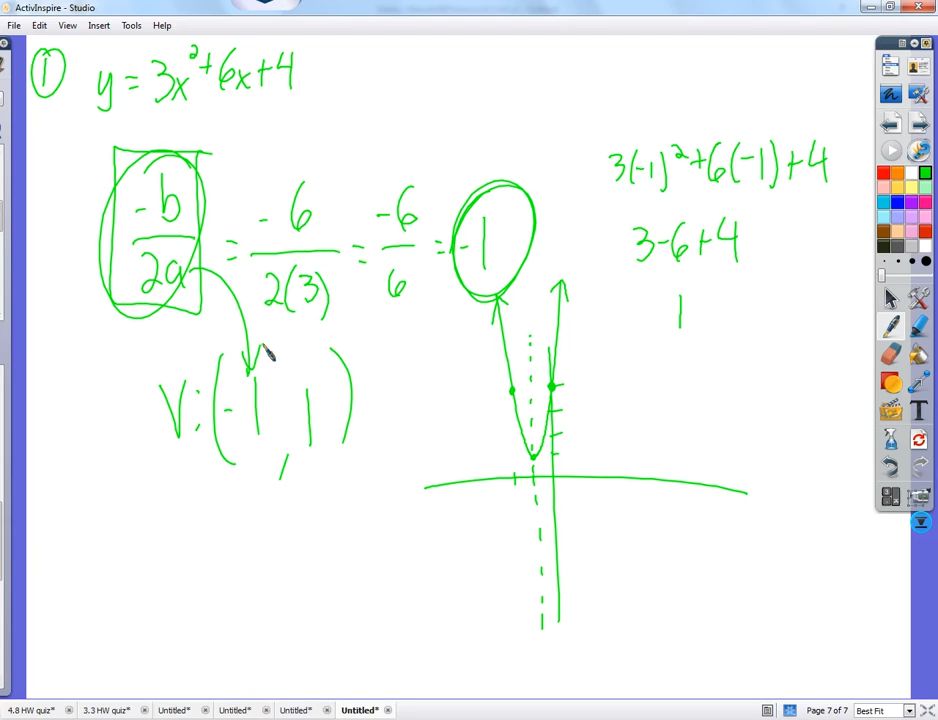 ActivInspire - Studio
File Edit View Insert Tools Help
① y = 3x²+6x+4
-b/2a = -6/2(3) = -6/6 = -1
3(-1)²+6(-1)+4
3-6+4
1
V: (-1, 1)
4.8 HW quiz* 3.3 HW quiz* Untitled* Untitled* Untitled* Untitled* Page 7 of 7 Best Fit